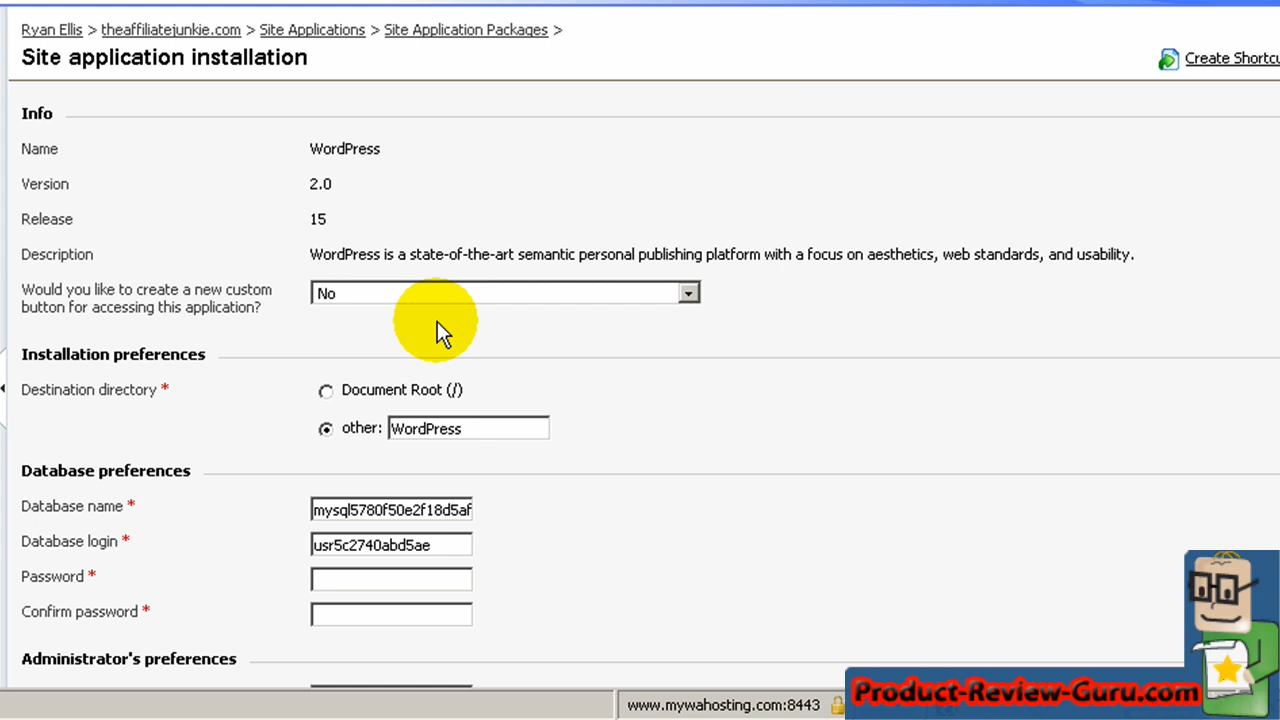 Ryan Ellis > theaffiliatejunkie.com > Site Applications > Site Application Packages >
Site application installation
Create Shortcu
Info
Name WordPress
Version 2.0
Release 15
Description WordPress is a state-of-the-art semantic personal publishing platform with a focus on aesthetics, web standards, and usability.
Would you like to create a new custom
button for accessing this application? No
Installation preferences
Destination directory * Document Root (/)
other: WordPress
Database preferences
Database name * mysql5780f50e2f18d5af
Database login * usr5c2740abd5ae
Password *
Confirm password *
Administrator's preferences
www.mywahosting.com:8443
Product-Review-Guru.com